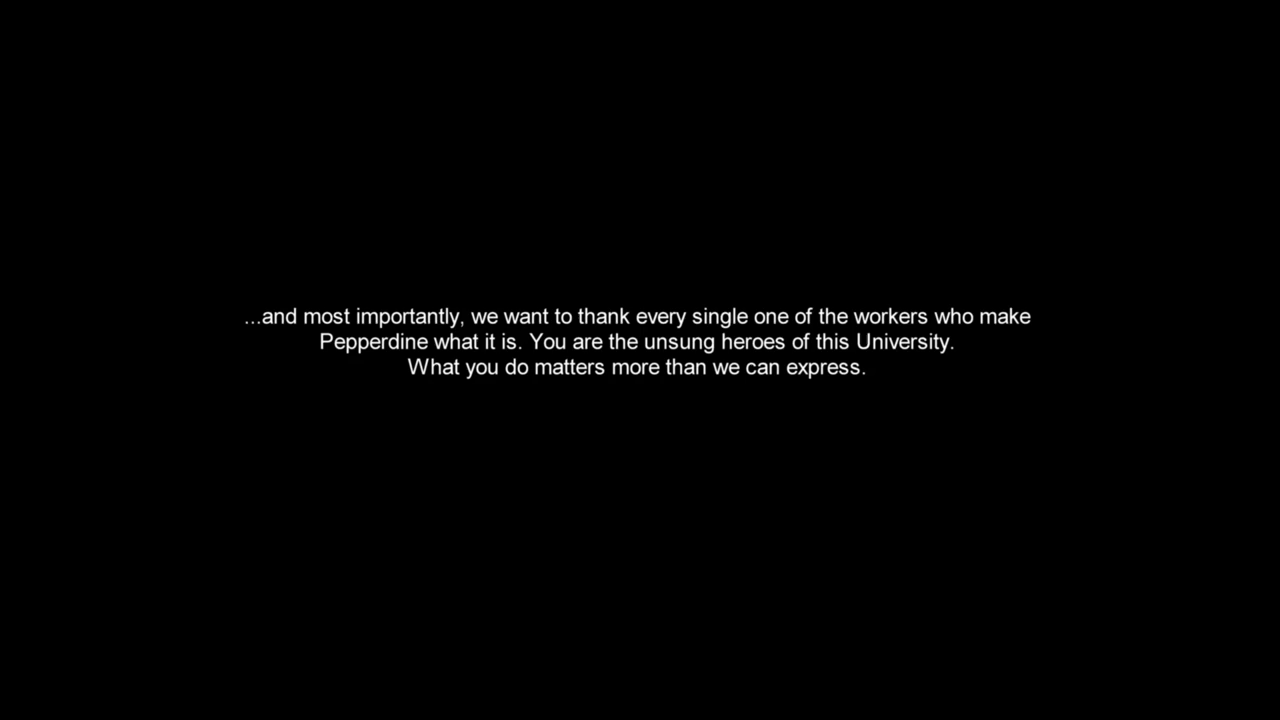 ...and most importantly, we want to thank every single one of the workers who make
Pepperdine what it is. You are the unsung heroes of this University.
What you do matters more than we can express.